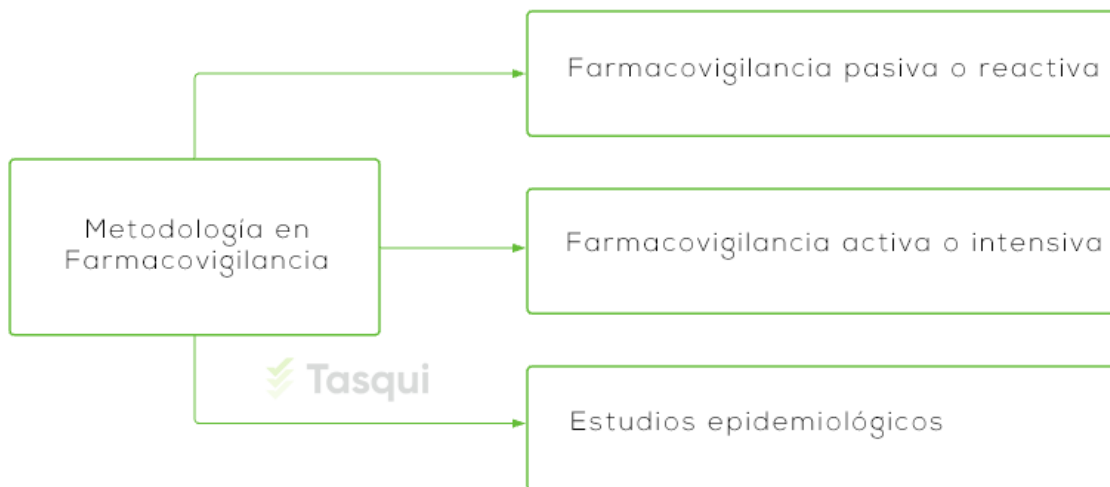 Farmacovigilancia pasiva o reactiva
Metodología en
Farmacovigilancia
Farmacovigilancia activa o intensiva
Tasqui
Estudios epidemiológicos